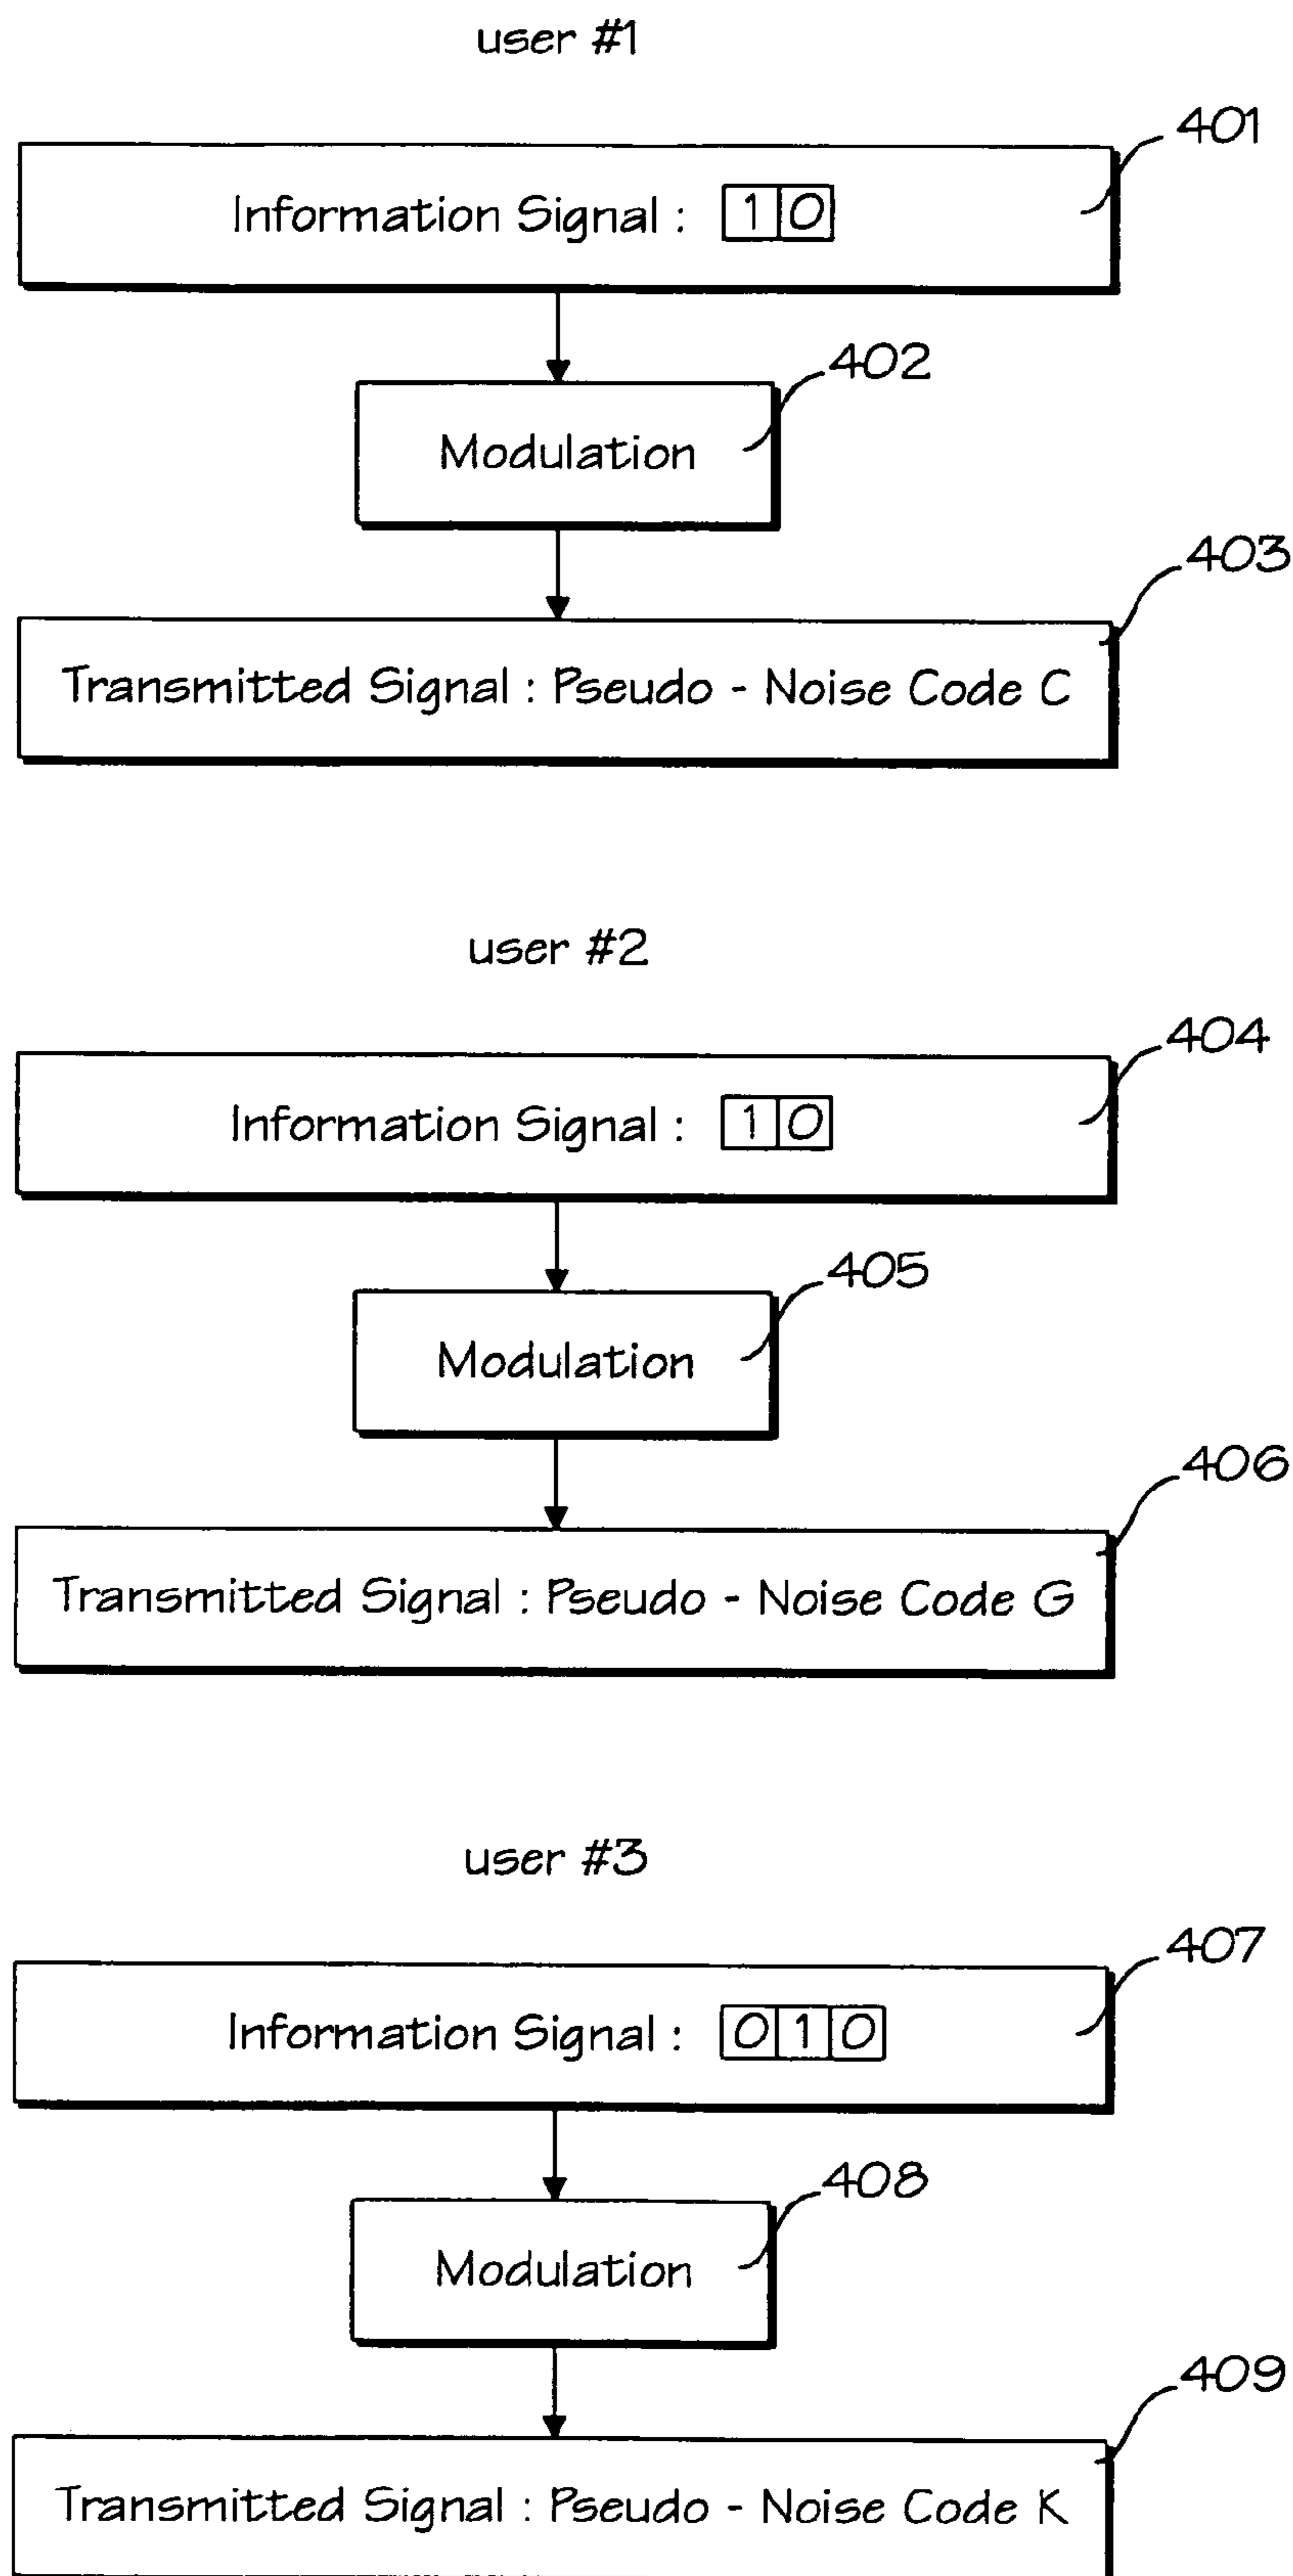 user #1
401
Information Signal : 1 0
402
Modulation
403
Transmitted Signal : Pseudo - Noise Code C
user #2
404
Information Signal : 1 0
405
Modulation
406
Transmitted Signal : Pseudo - Noise Code G
user #3
407
Information Signal : 0 1 0
408
Modulation
409
Transmitted Signal : Pseudo - Noise Code K